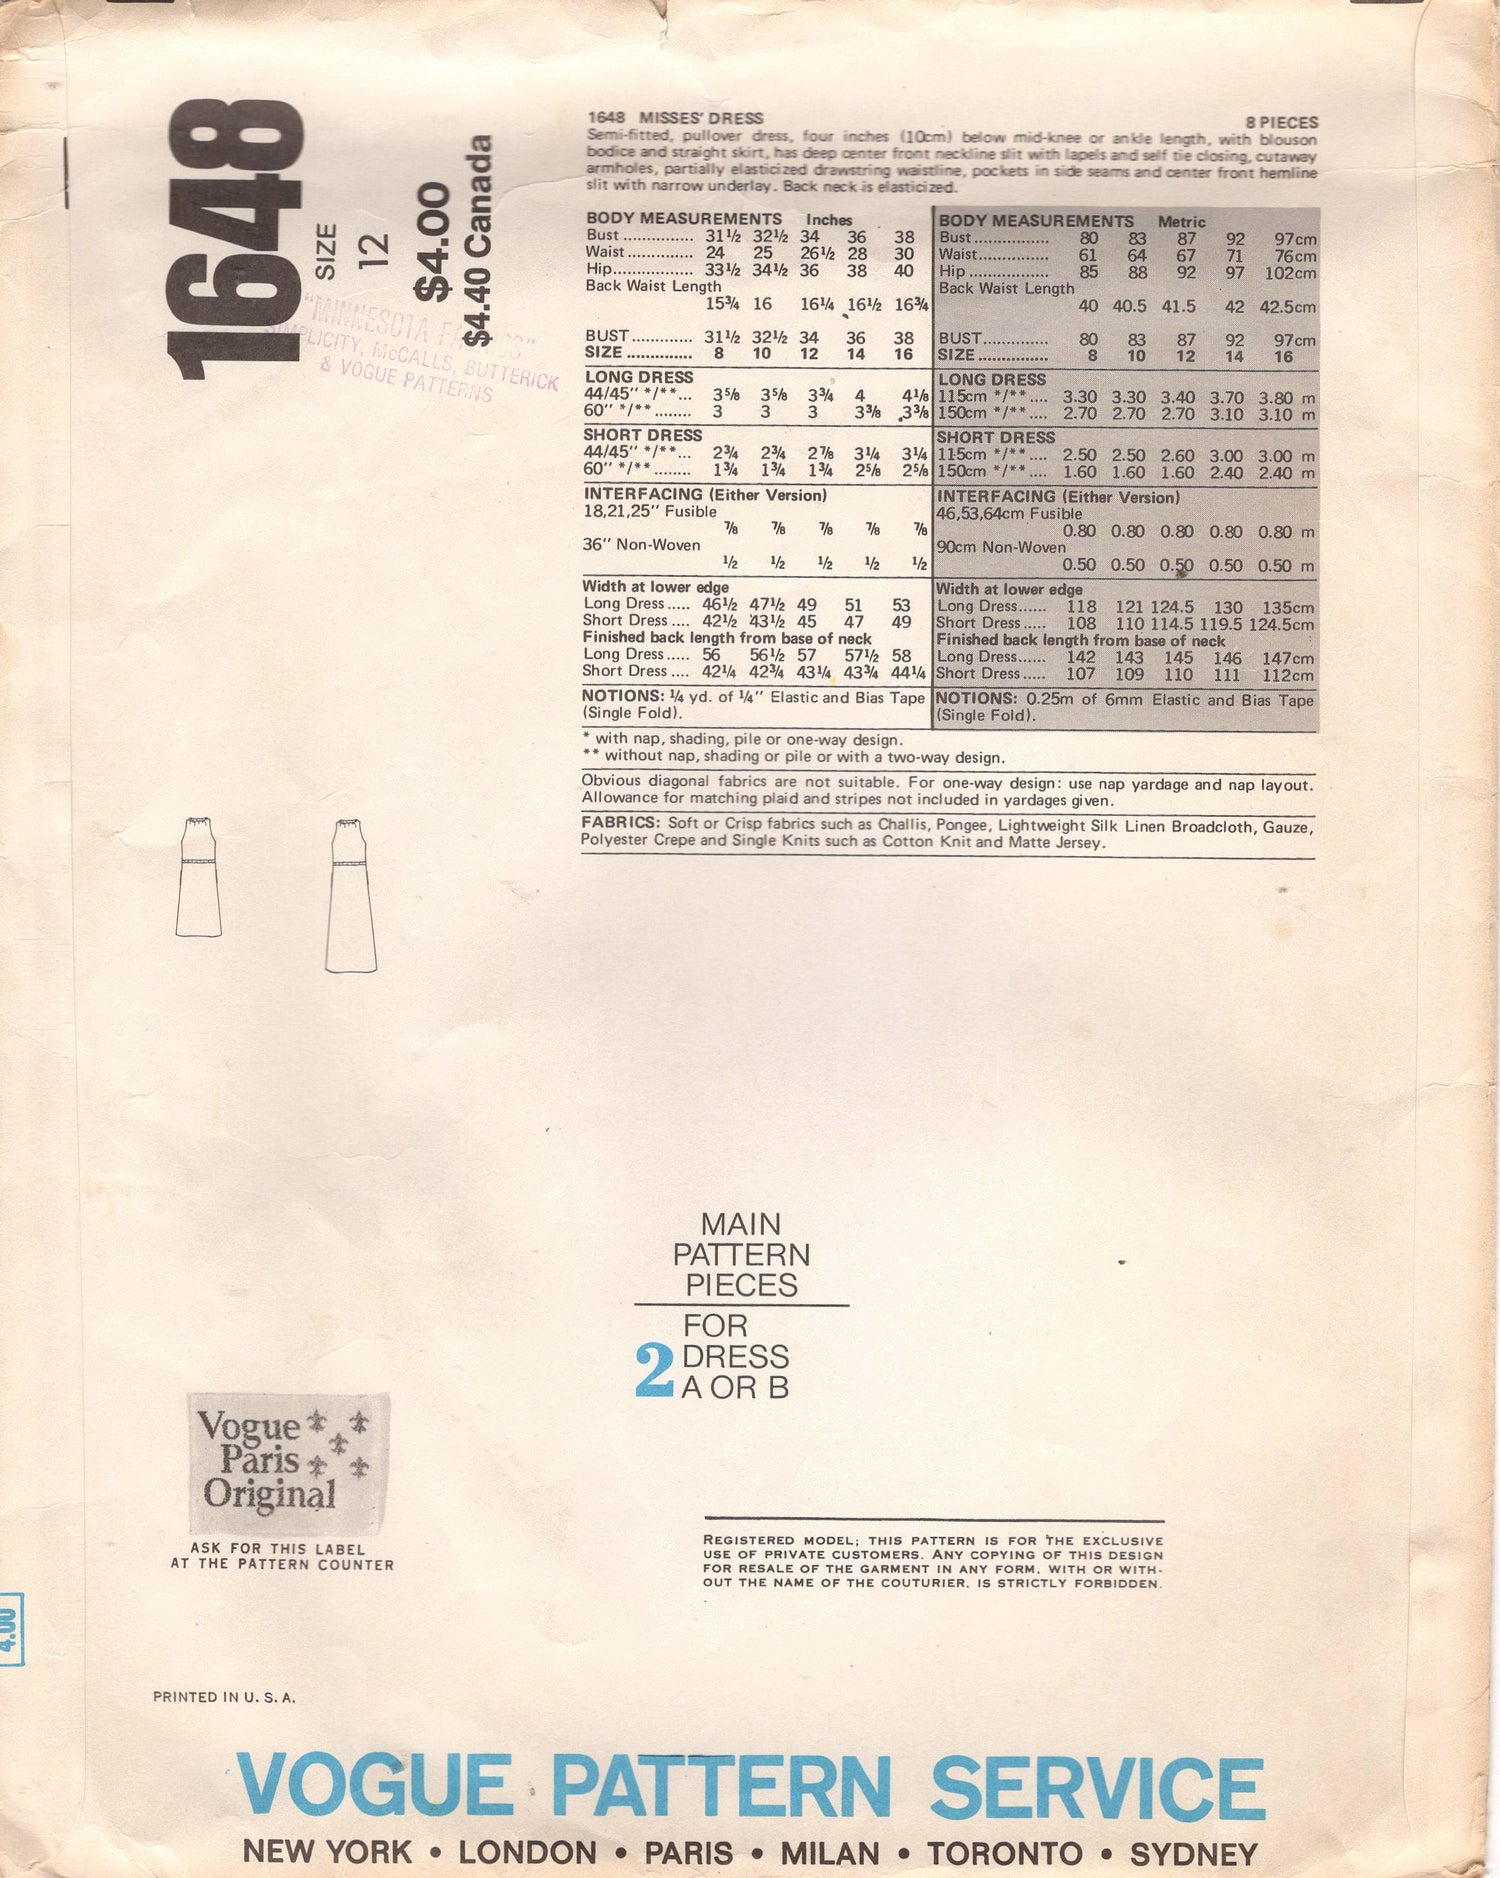 1648
SIZE
12
$4.00
$4.40 Canada
"MINNESOTA FABRICS"
SIMPLICITY, McCALLS, BUTTERICK
& VOGUE PATTERNS
1648 MISSES' DRESS 8 PIECES
Semi-fitted, pullover dress, four inches (10cm) below mid-knee or ankle length, with blouson
bodice and straight skirt, has deep center front neckline slit with lapels and self tie closing, cutaway
armholes, partially elasticized drawstring waistline, pockets in side seams and center front hemline
slit with narrow underlay. Back neck is elasticized.
BODY MEASUREMENTS Inches
Bust ............... 31½ 32½ 34 36 38
Waist .............. 24 25 26½ 28 30
Hip................. 33½ 34½ 36 38 40
Back Waist Length
15¾ 16 16¼ 16½ 16¾
BUST............. 31½ 32½ 34 36 38
SIZE .............. 8 10 12 14 16
LONG DRESS
44/45'' */**... 3⅝ 3⅝ 3¾ 4 4⅛
60'' */** ........ 3 3 3 3⅜ 3⅜
SHORT DRESS
44/45'' */**... 2¾ 2¾ 2⅞ 3¼ 3¼
60'' */** ........ 1¾ 1¾ 1¾ 2⅝ 2⅝
INTERFACING (Either Version)
18,21,25'' Fusible
⅞ ⅞ ⅞ ⅞ ⅞
36'' Non-Woven
½ ½ ½ ½ ½
Width at lower edge
Long Dress ..... 46½ 47½ 49 51 53
Short Dress .... 42½ 43½ 45 47 49
Finished back length from base of neck
Long Dress ..... 56 56½ 57 57½ 58
Short Dress .... 42¼ 42¾ 43¼ 43¾ 44¼
NOTIONS: ¼ yd. of ¼'' Elastic and Bias Tape
(Single Fold).
BODY MEASUREMENTS Metric
Bust ................ 80 83 87 92 97cm
Waist ............... 61 64 67 71 76cm
Hip ................. 85 88 92 97 102cm
Back Waist Length
40 40.5 41.5 42 42.5cm
BUST............... 80 83 87 92 97cm
SIZE ............... 8 10 12 14 16
LONG DRESS
115cm */** .... 3.30 3.30 3.40 3.70 3.80 m
150cm */** .... 2.70 2.70 2.70 3.10 3.10 m
SHORT DRESS
115cm */** .... 2.50 2.50 2.60 3.00 3.00 m
150cm */** .... 1.60 1.60 1.60 2.40 2.40 m
INTERFACING (Either Version)
46,53,64cm Fusible
0.80 0.80 0.80 0.80 0.80 m
90cm Non-Woven
0.50 0.50 0.50 0.50 0.50 m
Width at lower edge
Long Dress...... 118 121 124.5 130 135cm
Short Dress ..... 108 110 114.5 119.5 124.5cm
Finished back length from base of neck
Long Dress...... 142 143 145 146 147cm
Short Dress ..... 107 109 110 111 112cm
NOTIONS: 0.25m of 6mm Elastic and Bias Tape
(Single Fold).
* with nap, shading, pile or one-way design.
** without nap, shading or pile or with a two-way design.
Obvious diagonal fabrics are not suitable. For one-way design: use nap yardage and nap layout.
Allowance for matching plaid and stripes not included in yardages given.
FABRICS: Soft or Crisp fabrics such as Challis, Pongee, Lightweight Silk Linen Broadcloth, Gauze,
Polyester Crepe and Single Knits such as Cotton Knit and Matte Jersey.
MAIN
PATTERN
PIECES
2 FOR
DRESS
A OR B
Vogue
Paris
Original
ASK FOR THIS LABEL
AT THE PATTERN COUNTER
REGISTERED MODEL; THIS PATTERN IS FOR THE EXCLUSIVE
USE OF PRIVATE CUSTOMERS. ANY COPYING OF THIS DESIGN
FOR RESALE OF THE GARMENT IN ANY FORM, WITH OR WITH-
OUT THE NAME OF THE COUTURIER, IS STRICTLY FORBIDDEN.
4.00
PRINTED IN U. S. A.
VOGUE PATTERN SERVICE
NEW YORK • LONDON • PARIS • MILAN • TORONTO • SYDNEY